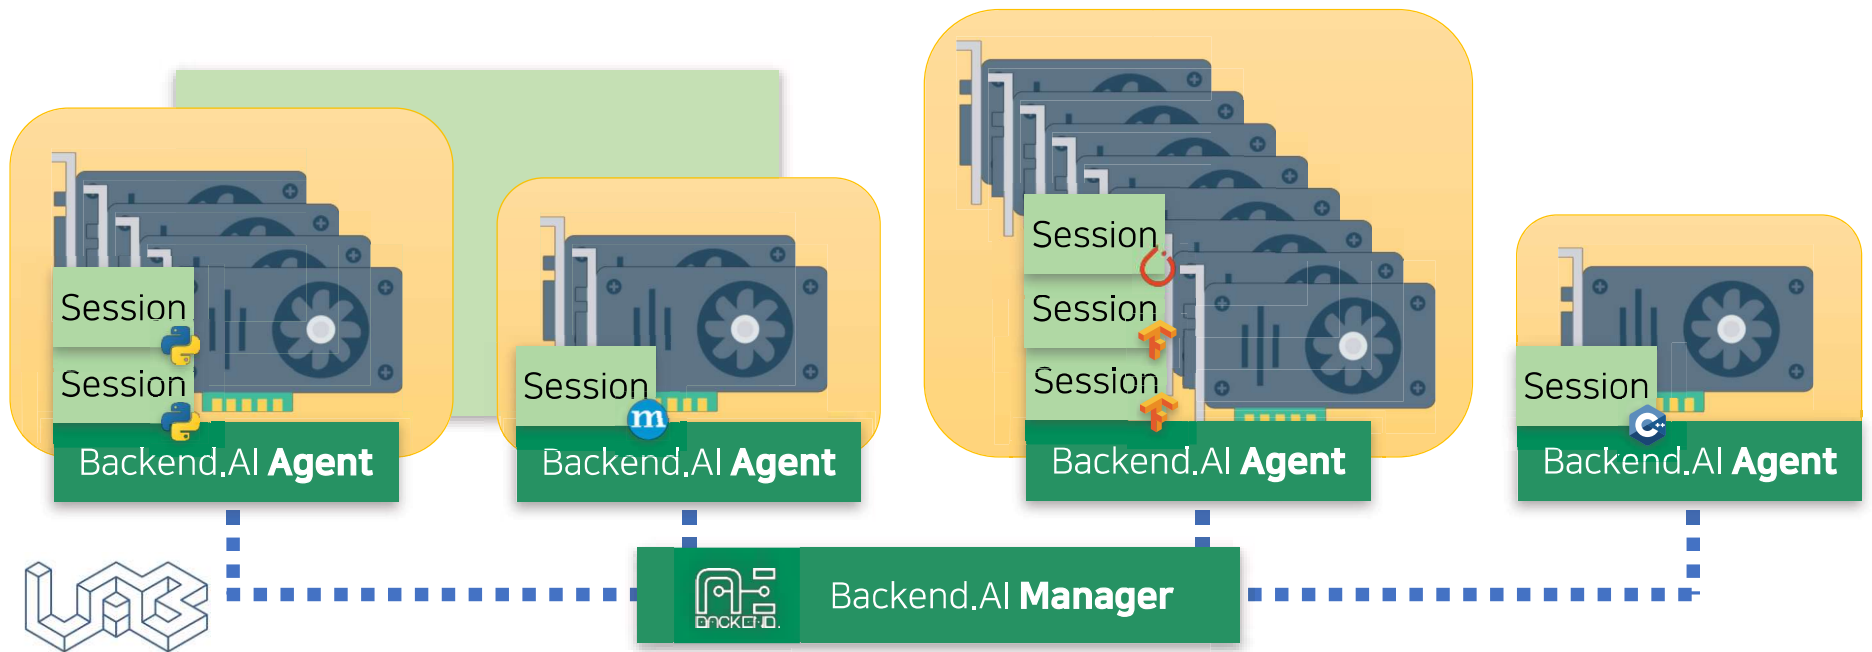 Session
Session
Backend.AI Agent
Session
m
Backend.AI Agent
Session
Session
Session
Backend.AI Agent
Session
C++
Backend.AI Agent
LAB
BACKEND.
Backend.AI Manager